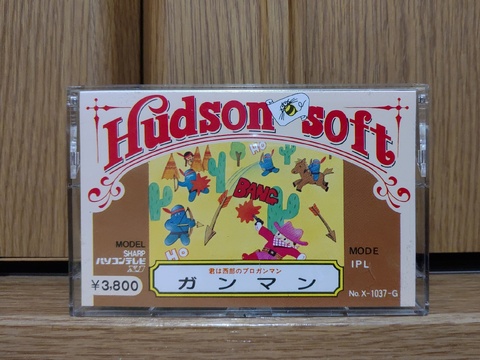 Hudson soft
HO
BANG
HO
MODEL
SHARP
パソコンテレビ
X1
¥3,800
君は西部のプロガンマン
ガンマン
MODE
IPL
No. X-1037-G